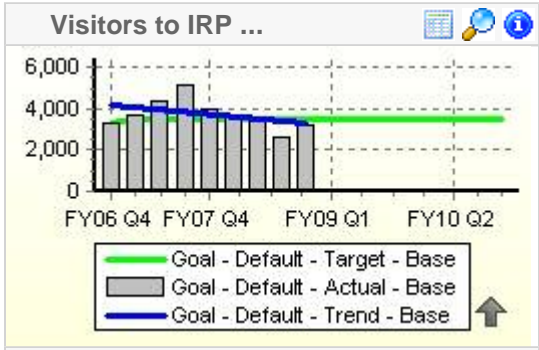 Visitors to IRP ...
6,000
4,000
2,000
0
FY06 Q4 FY07 Q4 FY09 Q1 FY10 Q2
Goal - Default - Target - Base
Goal - Default - Actual - Base
Goal - Default - Trend - Base